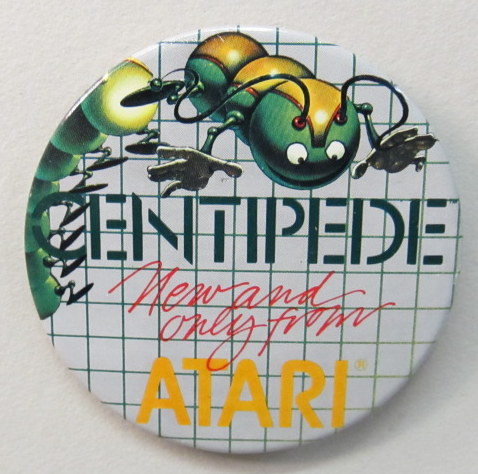 CENTIPEDE
New and
only from
ATARI®